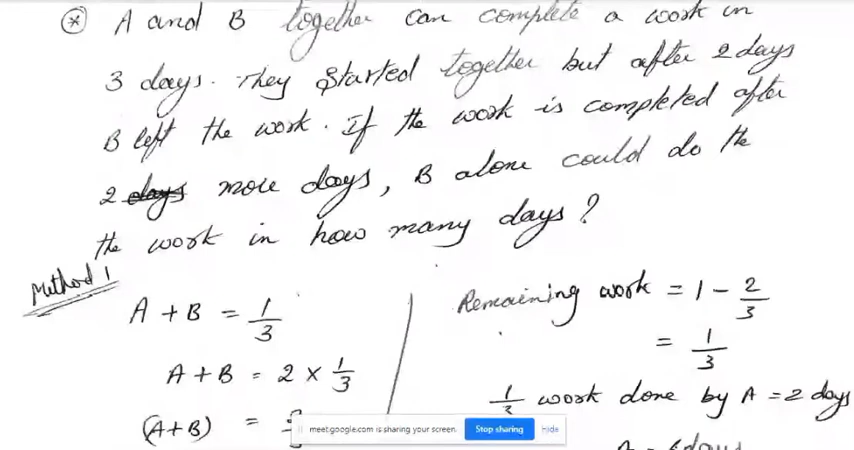 * A and B together can complete a work in
3 days. They started together but after 2 days
B left the work. If the work is completed after
2 days more days, B alone could do the
the work in how many days?
Method 1
A + B = 1/3
A + B = 2 × 1/3
(A+B) =
Remaining work = 1 - 2/3
= 1/3
1/3 work done by A = 2 days
meet.google.com is sharing your screen. Stop sharing Hide